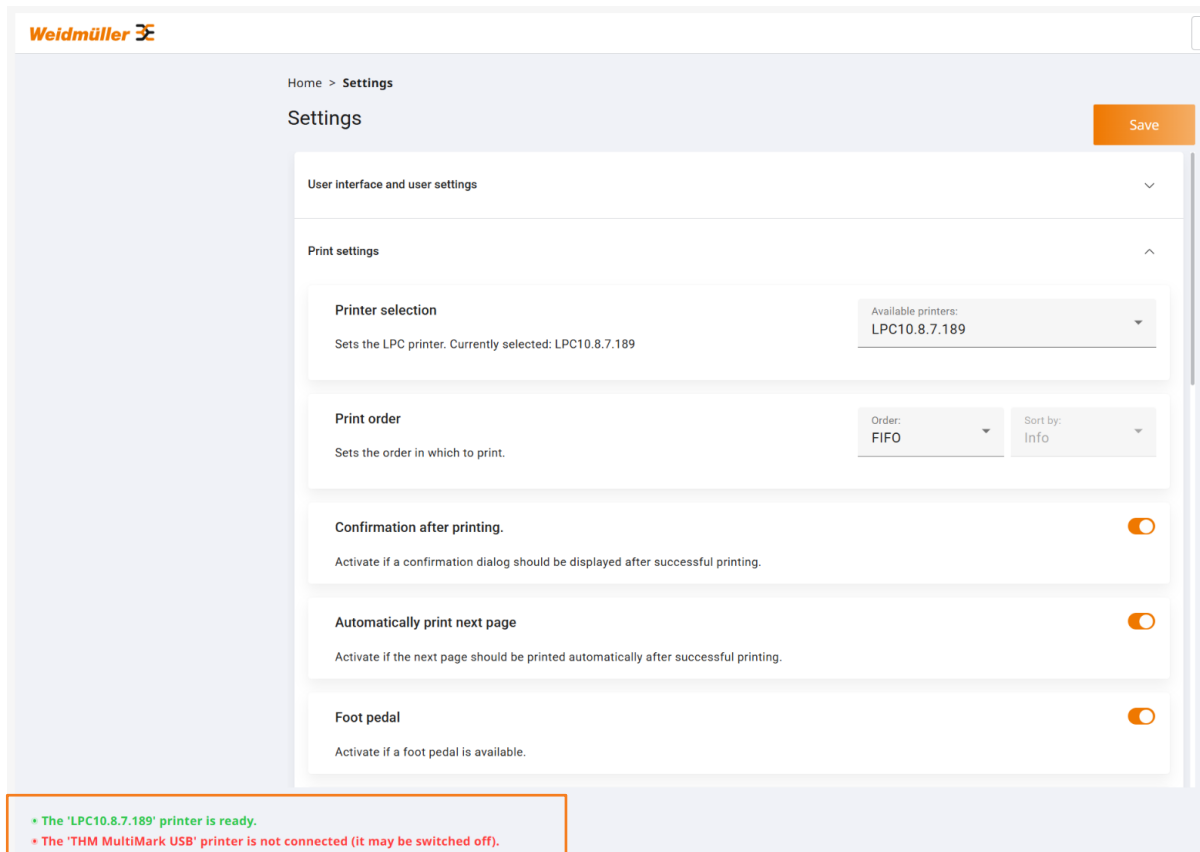 Weidmüller
Home > Settings
Settings
Save
User interface and user settings
Print settings
Printer selection
Available printers:
LPC10.8.7.189
Sets the LPC printer. Currently selected: LPC10.8.7.189
Print order
Order:
FIFO
Sort by:
Info
Sets the order in which to print.
Confirmation after printing.
Activate if a confirmation dialog should be displayed after successful printing.
Automatically print next page
Activate if the next page should be printed automatically after successful printing.
Foot pedal
Activate if a foot pedal is available.
The 'LPC10.8.7.189' printer is ready.
The 'THM MultiMark USB' printer is not connected (it may be switched off).